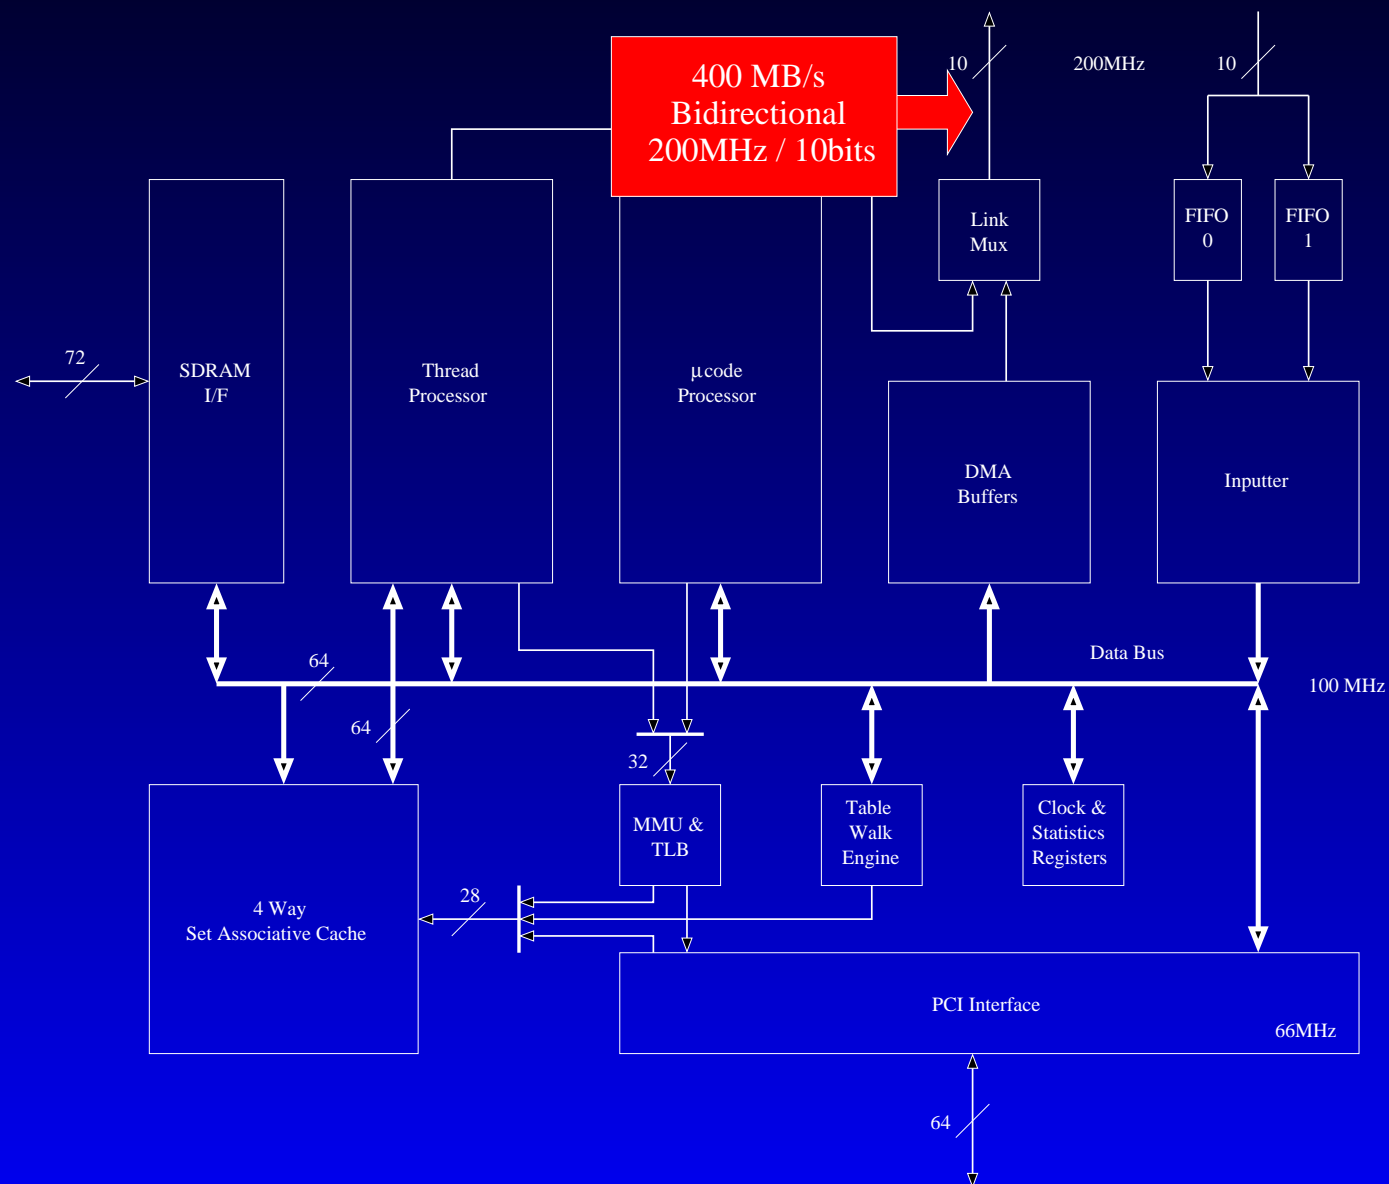 400 MB/s
Bidirectional
200MHz / 10bits
10
200MHz
10
Link
Mux
FIFO
0
FIFO
1
72
SDRAM
I/F
Thread
Processor
µcode
Processor
DMA
Buffers
Inputter
Data Bus
64
100 MHz
64
32
MMU &
TLB
Table
Walk
Engine
Clock &
Statistics
Registers
28
4 Way
Set Associative Cache
PCI Interface
66MHz
64